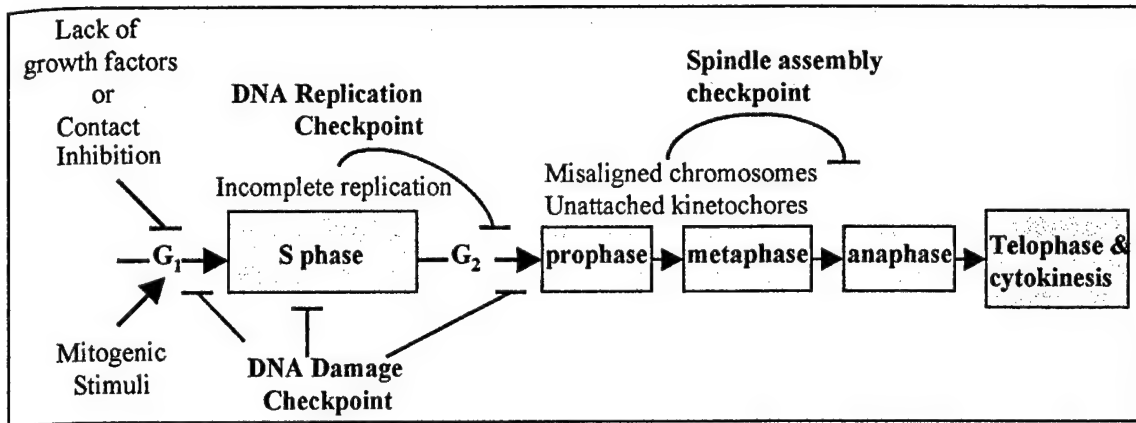 Lack of
growth factors
or
Contact
Inhibition
DNA Replication
Checkpoint
Spindle assembly
checkpoint
Incomplete replication
Misaligned chromosomes
Unattached kinetochores
G₁
S phase
G₂
prophase
metaphase
anaphase
Telophase &
cytokinesis
Mitogenic
Stimuli
DNA Damage
Checkpoint